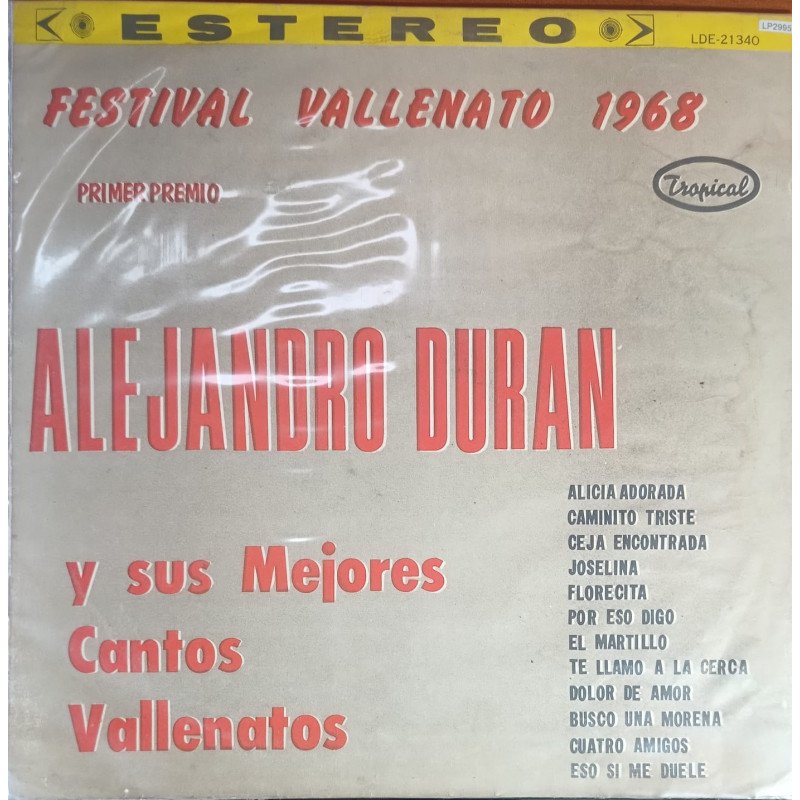 ESTEREO
LP2995
LDE-21340
FESTIVAL VALLENATO 1968
PRIMER PREMIO
Tropical
ALEJANDRO DURAN
y sus Mejores
Cantos
Vallenatos
ALICIA ADORADA
CAMINITO TRISTE
CEJA ENCONTRADA
JOSELINA
FLORECITA
POR ESO DIGO
EL MARTILLO
TE LLAMO A LA CERCA
DOLOR DE AMOR
BUSCO UNA MORENA
CUATRO AMIGOS
ESO SI ME DUELE